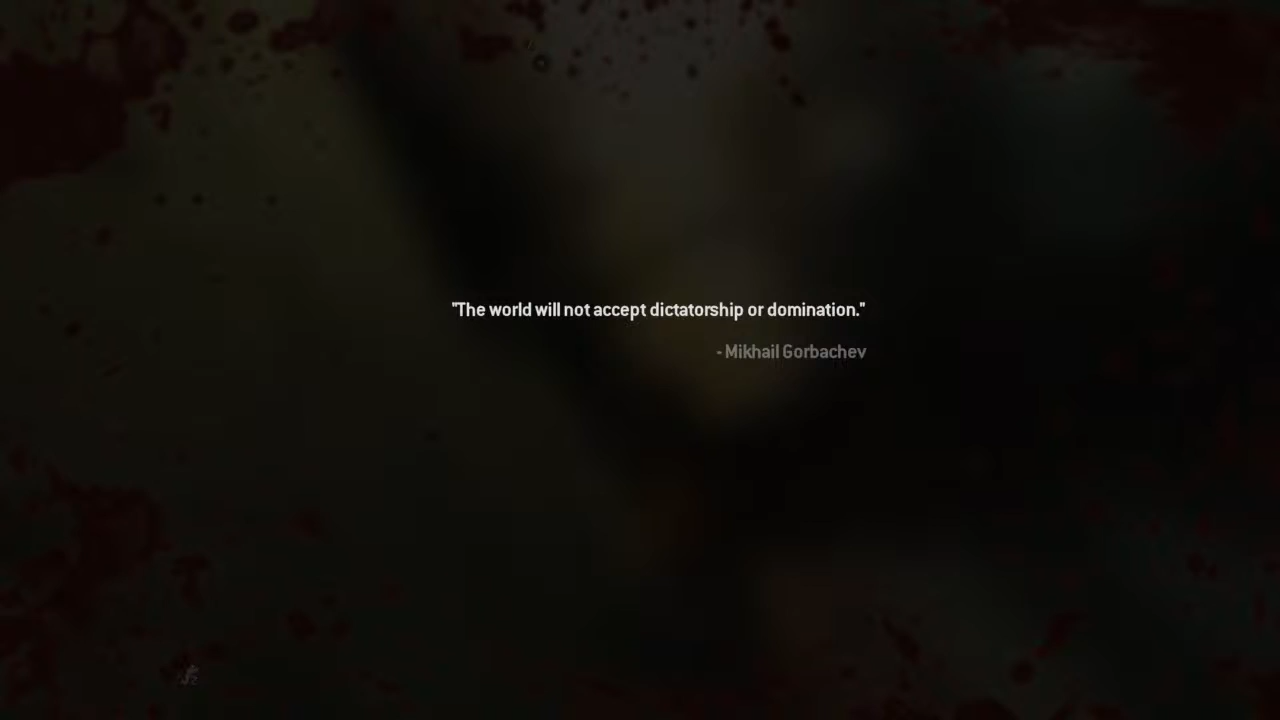 "The world will not accept dictatorship or domination."
- Mikhail Gorbachev